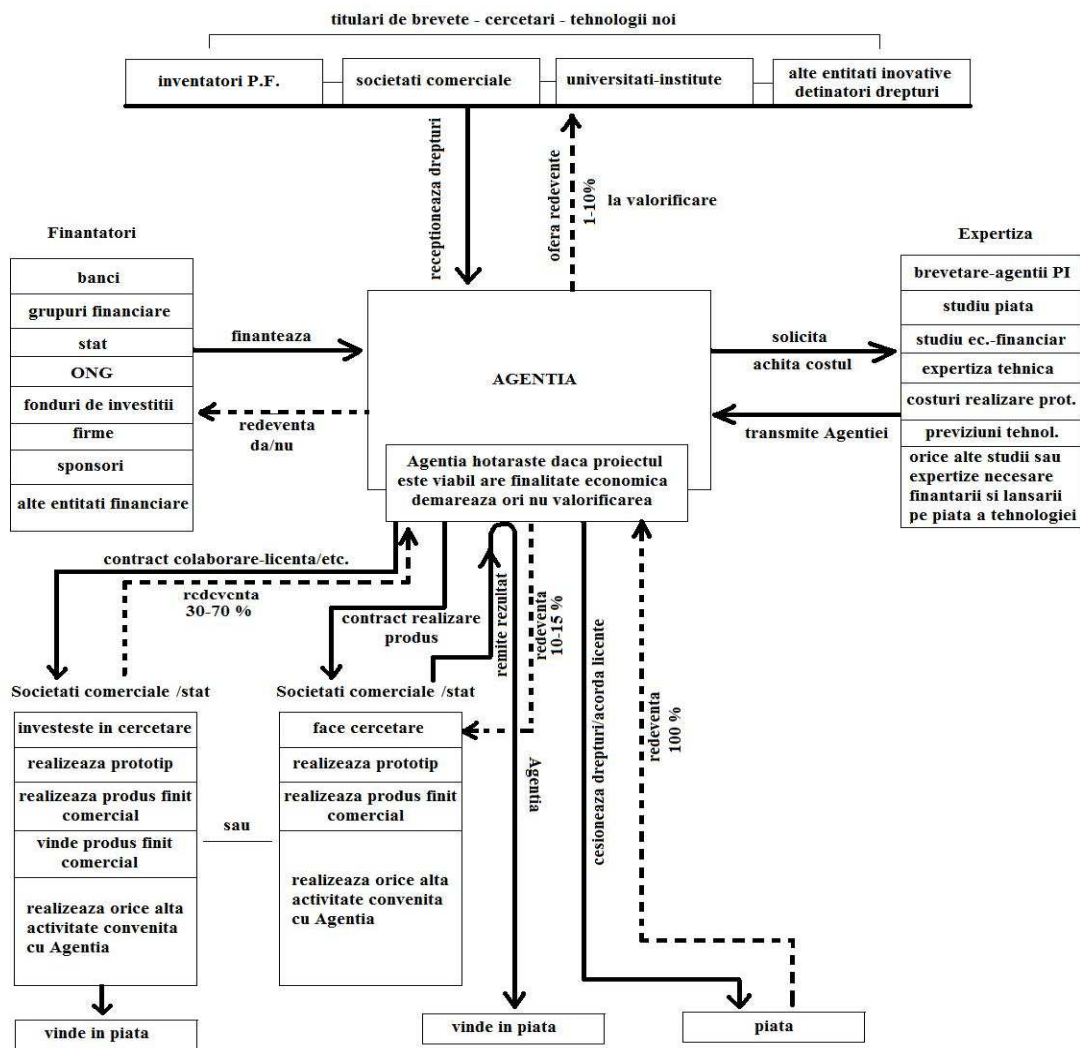 titulari de brevete - cercetari - tehnologii noi
inventatori P.F.
societati comerciale
universitati-institute
alte entitati inovative
detinatori drepturi
receptioneaza drepturi
ofera redevente
1-10%
la valorificare
Finantatori
banci
grupuri financiare
stat
ONG
fonduri de investitii
firme
sponsori
alte entitati financiare
finanteaza
redeventa
da/nu
AGENTIA
Agentia hotaraste daca proiectul
este viabil are finalitate economica
demareaza ori nu valorificarea
solicita
achita costul
transmite Agentiei
Expertiza
brevetare-agentii PI
studiu piata
studiu ec.-financiar
expertiza tehnica
costuri realizare prot.
previziuni tehnol.
orice alte studii sau
expertize necesare
finantarii si lansarii
pe piata a tehnologiei
contract colaborare-licenta/etc.
redeventa
30-70 %
contract realizare
produs
remite rezultat
redeventa
10-15 %
Agentia
cesioneaza drepturi/acorda licente
redeventa
100 %
Societati comerciale /stat
investeste in cercetare
realizeaza prototip
realizeaza produs finit
comercial
vinde produs finit
comercial
realizeaza orice alta
activitate convenita
cu Agentia
sau
Societati comerciale /stat
face cercetare
realizeaza prototip
realizeaza produs finit
comercial
realizeaza orice alta
activitate convenita
cu Agentia
vinde in piata
vinde in piata
piata